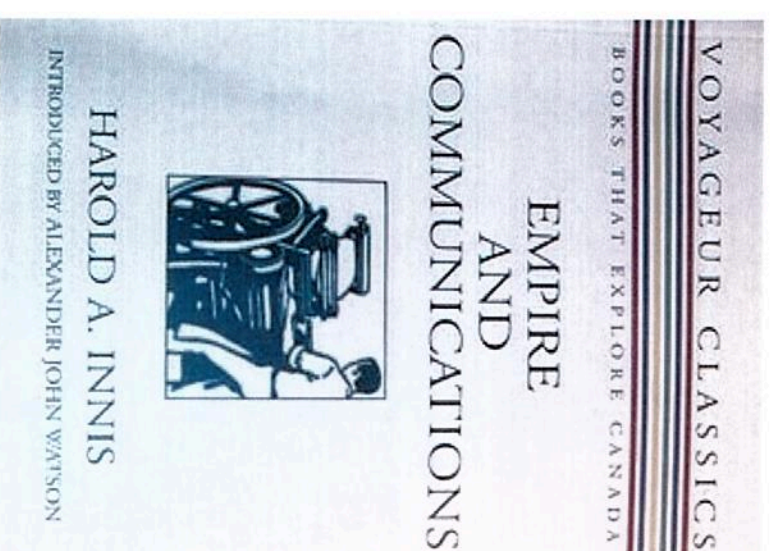 VOYAGEUR CLASSICS
BOOKS THAT EXPLORE CANADA
EMPIRE
AND
COMMUNICATIONS
HAROLD A. INNIS
INTRODUCED BY ALEXANDER JOHN WATSON